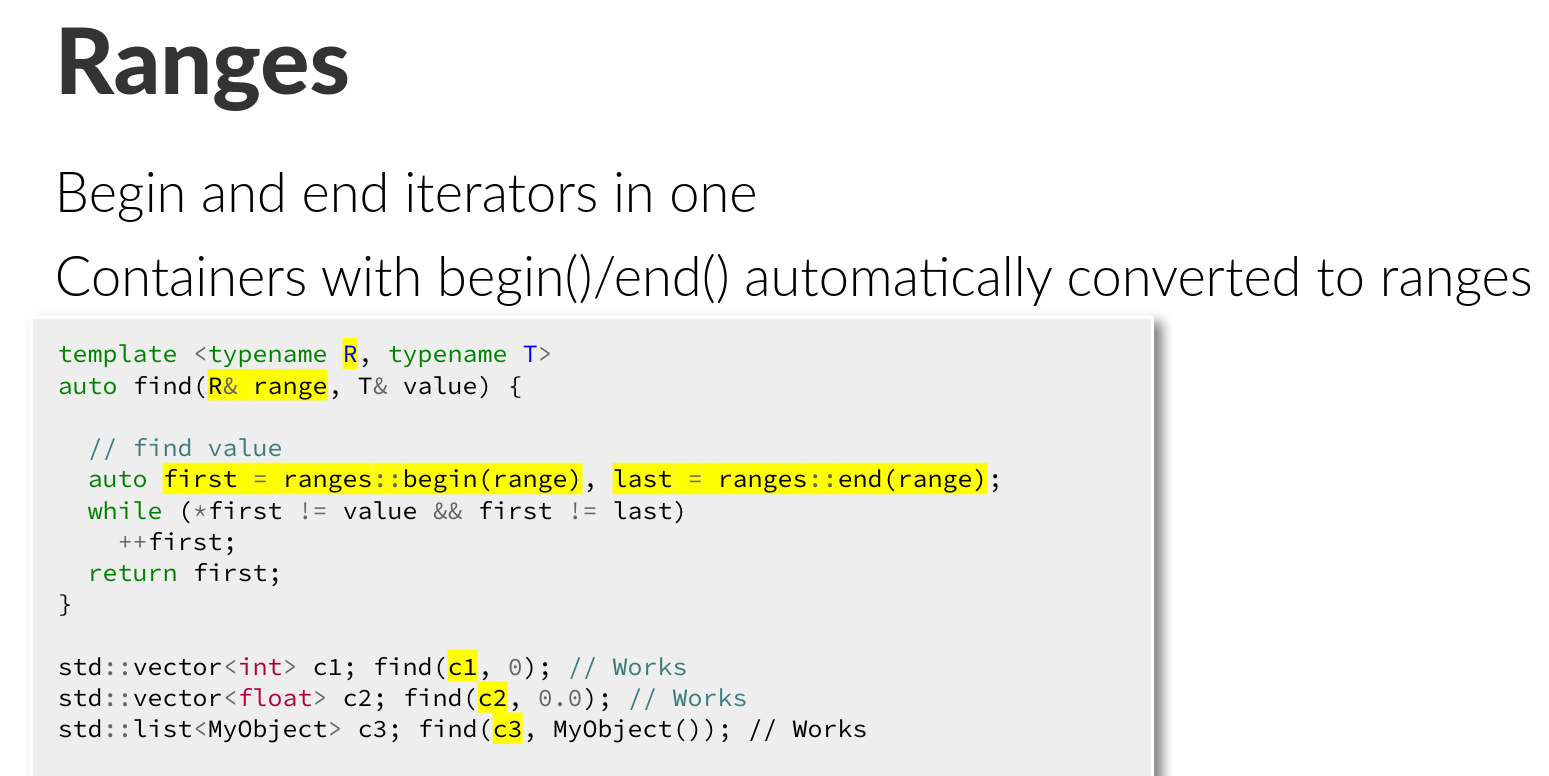 Ranges
Begin and end iterators in one
Containers with begin()/end() automatically converted to ranges
template <typename R, typename T>
auto find(R& range, T& value) {
// find value
auto first = ranges::begin(range), last = ranges::end(range);
while (*first != value && first != last)
++first;
return first;
}
std::vector<int> c1; find(c1, 0); // Works
std::vector<float> c2; find(c2, 0.0); // Works
std::list<MyObject> c3; find(c3, MyObject()); // Works